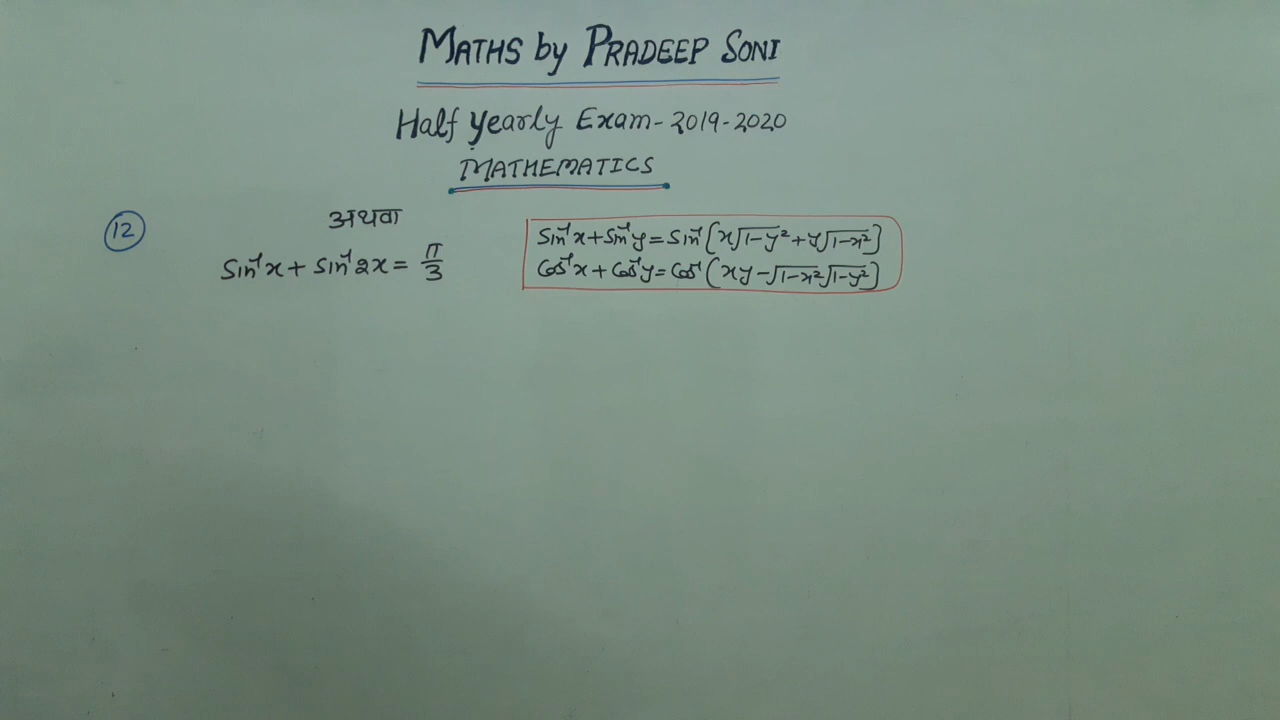 MATHS by PRADEEP SONI
Half Yearly Exam-2019-2020
MATHEMATICS
12
अथवा
Sin⁻¹x + Sin⁻¹2x = π/3
Sin⁻¹x+Sin⁻¹y=Sin⁻¹[x√1-y²+y√1-x²]
Cos⁻¹x+Cos⁻¹y=Cos⁻¹(xy-√1-x²√1-y²]